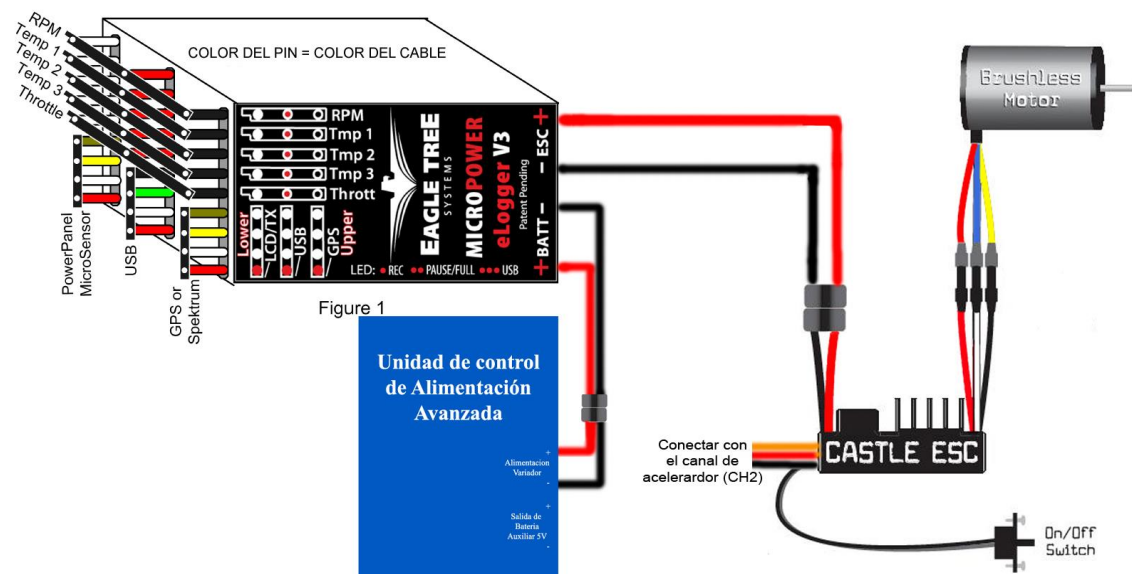 RPM
Temp 1
Temp 2
Temp 3
Throttle
COLOR DEL PIN = COLOR DEL CABLE
RPM
Tmp 1
Tmp 2
Tmp 3
Thrott
Lower
LCD/TX
USB
GPS
Upper
EAGLE TREE
SYSTEMS
MICROPOWER
eLogger V3
Patent Pending
+ BATT - - ESC +
LED: • REC •• PAUSE/FULL ••• USB
PowerPanel
MicroSensor
USB
GPS or
Spektrum
Figure 1
Unidad de control
de Alimentación
Avanzada
+
Alimentacion
Variador
-
+
Salida de
Bateria
Auxiliar 5V
-
Brushless
Motor
Conectar con
el canal de
acelerardor (CH2)
CASTLE ESC
On/Off
Switch